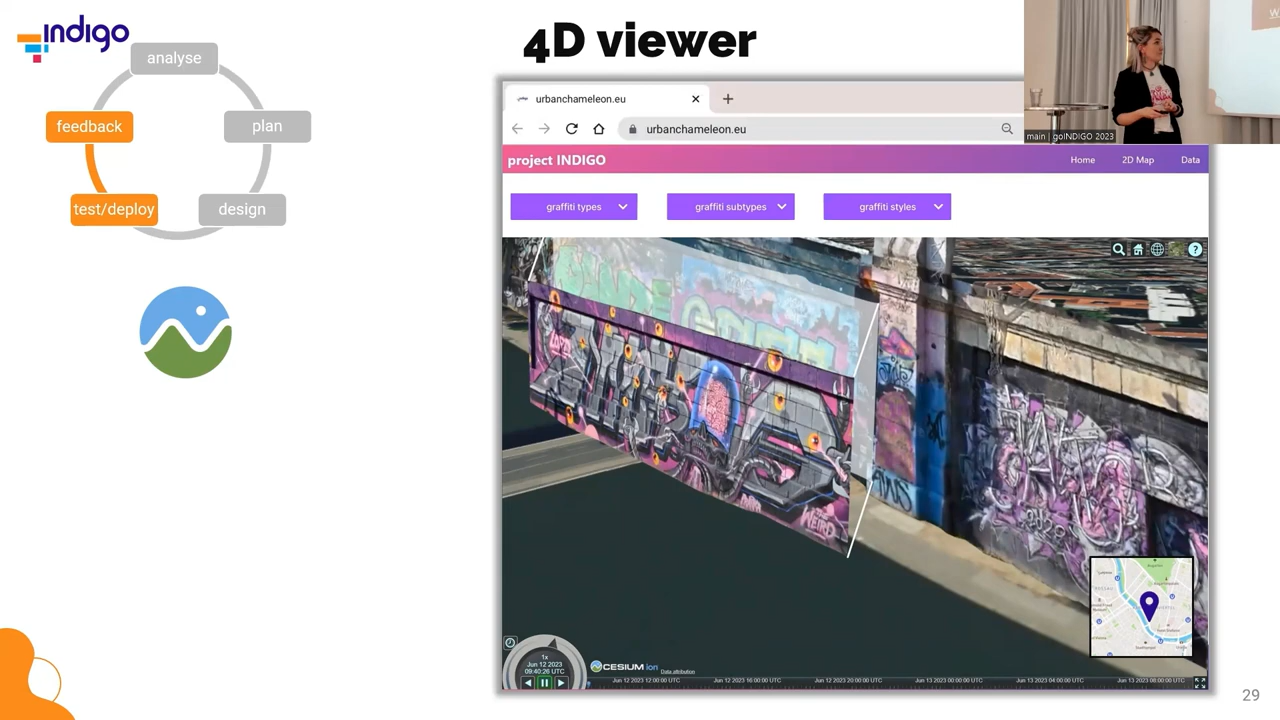 indigo
4D viewer
analyse
feedback
plan
test/deploy
design
main | goINDIGO 2023
urbanchameleon.eu
urbanchameleon.eu
project INDIGO
Home
2D Map
Data
graffiti types
graffiti subtypes
graffiti styles
?
THE WEIRD
1x
Jun 12 2023
09:40:26 UTC
CESIUM ion
Data attribution
Jun 12 2023 12:00:00 UTC
Jun 12 2023 16:00:00 UTC
Jun 12 2023 20:00:00 UTC
Jun 13 2023 00:00:00 UTC
Jun 13 2023 04:00:00 UTC
Jun 13 2023 08:00:00 UTC
29